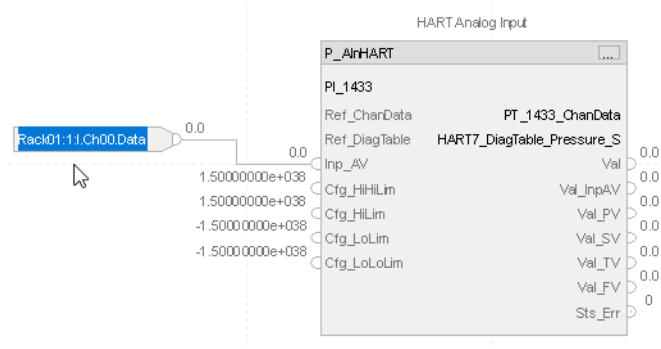 HART Analog Input
P_AInHART ...
PI_1433
Ref_ChanData PT_1433_ChanData
Ref_DiagTable HART7_DiagTable_Pressure_S
Rack01:1:I.Ch00.Data 0.0
0.0 Inp_AV Val 0.0
1.50000000e+038 Cfg_HiHiLim Val_InpAV 0.0
1.50000000e+038 Cfg_HiLim Val_PV 0.0
-1.50000000e+038 Cfg_LoLim Val_SV 0.0
-1.50000000e+038 Cfg_LoLoLim Val_TV 0.0
Val_FV 0.0
Sts_Err 0